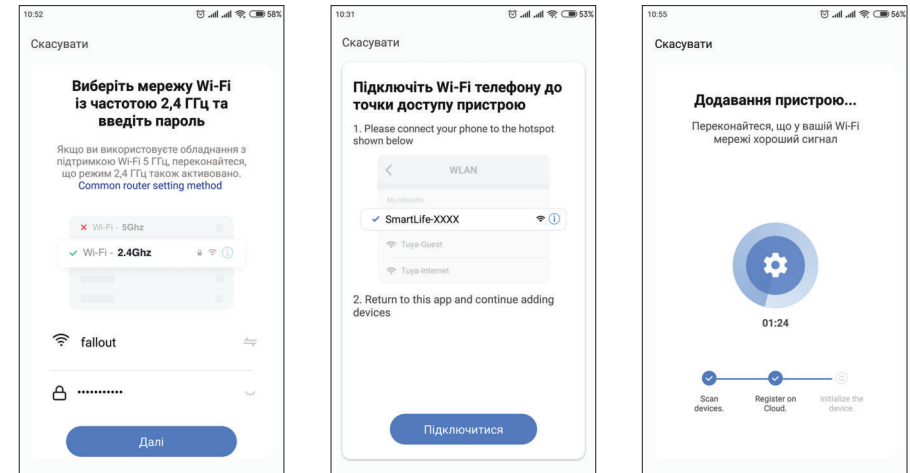 10:52
58%
Скасувати
Виберіть мережу Wi-Fi
із частотою 2,4 ГГц та
введіть пароль
Якщо ви використовуєте обладнання з
підтримкою Wi-Fi 5 ГГц, переконайтеся,
що режим 2,4 ГГц також активовано.
Common router setting method
Wi-Fi - 5Ghz
Wi-Fi - 2.4Ghz
fallout
•••••••••••
Далі
10:31
53%
Скасувати
Підключіть Wi-Fi телефону до
точки доступу пристрою
1. Please connect your phone to the hotspot
shown below
WLAN
My networks
SmartLife-XXXX
Tuya-Guest
Tuya-Internet
2. Return to this app and continue adding
devices
Підключитися
10:55
56%
Скасувати
Додавання пристрою...
Переконайтеся, що у вашій Wi-Fi
мережі хороший сигнал
01:24
Scan
devices.
Register on
Cloud.
Initialize the
device.